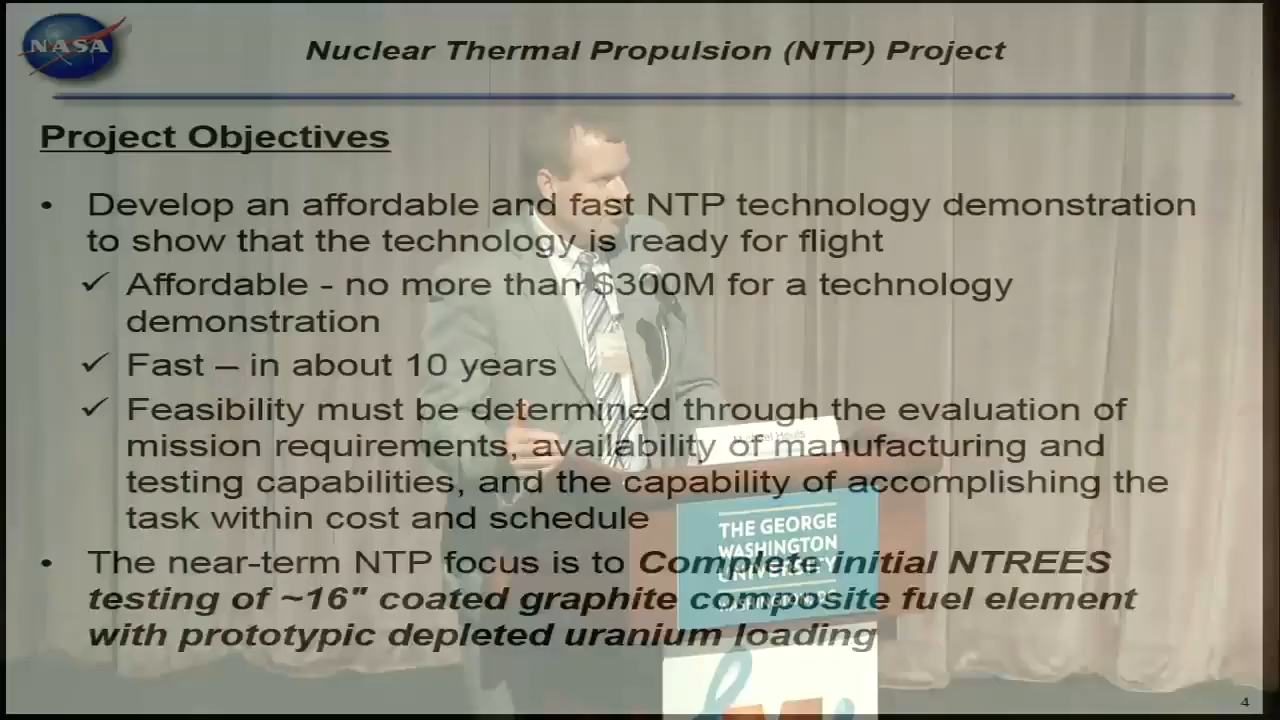 NASA
Nuclear Thermal Propulsion (NTP) Project
Project Objectives
• Develop an affordable and fast NTP technology demonstration
to show that the technology is ready for flight
✓ Affordable - no more than $300M for a technology
demonstration
✓ Fast – in about 10 years
✓ Feasibility must be determined through the evaluation of
mission requirements, availability of manufacturing and
testing capabilities, and the capability of accomplishing the
task within cost and schedule
• The near-term NTP focus is to Complete initial NTREES
testing of ~16" coated graphite composite fuel element
with prototypic depleted uranium loading
THE GEORGE
WASHINGTON
UNIVERSITY
WASHINGTON, DC
4